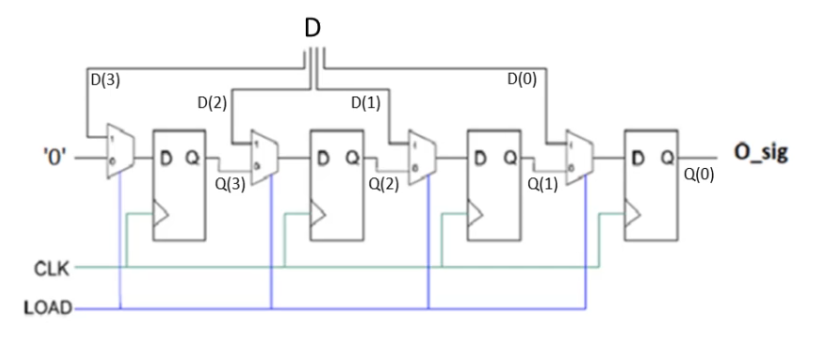 D
D(3)
D(2)
D(1)
D(0)
1
0
1
0
1
0
1
0
'0'
D Q
D Q
D Q
D Q
O_sig
Q(3)
Q(2)
Q(1)
Q(0)
CLK
LOAD